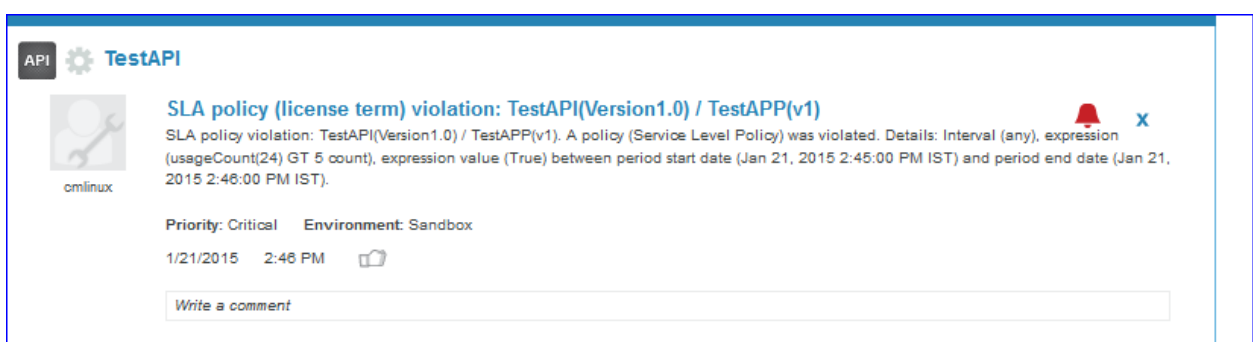 API TestAPI
SLA policy (license term) violation: TestAPI(Version1.0) / TestAPP(v1)
X
SLA policy violation: TestAPI(Version1.0) / TestAPP(v1). A policy (Service Level Policy) was violated. Details: Interval (any), expression
(usageCount(24) GT 5 count), expression value (True) between period start date (Jan 21, 2015 2:45:00 PM IST) and period end date (Jan 21,
2015 2:46:00 PM IST).
cmlinux
Priority: Critical Environment: Sandbox
1/21/2015 2:46 PM
Write a comment